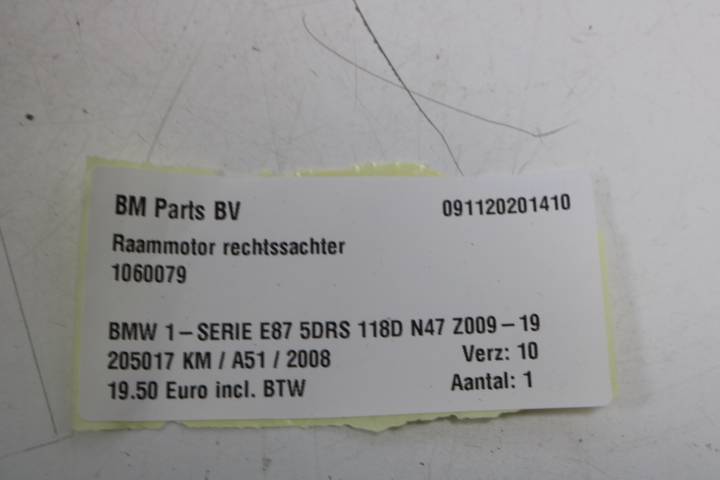 BM Parts BV 091120201410
Raammotor rechtssachter
1060079
BMW 1-SERIE E87 5DRS 118D N47 Z009-19
205017 KM / A51 / 2008 Verz: 10
19.50 Euro incl. BTW Aantal: 1